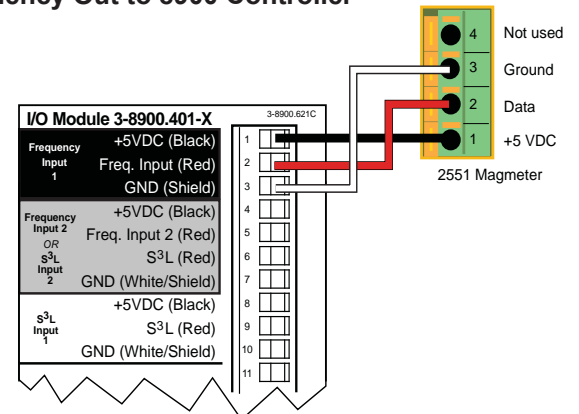 ency Out to 8900 Controller
4 Not used
3 Ground
2 Data
1 +5 VDC
2551 Magmeter
I/O Module 3-8900.401-X
3-8900.621C
Frequency Input 1
+5VDC (Black) 1
Freq. Input (Red) 2
GND (Shield) 3
Frequency Input 2 OR S³L Input 2
+5VDC (Black) 4
Freq. Input 2 (Red) 5
S³L (Red) 6
GND (White/Shield) 7
S³L Input 1
+5VDC (Black) 8
S³L (Red) 9
GND (White/Shield) 10
11